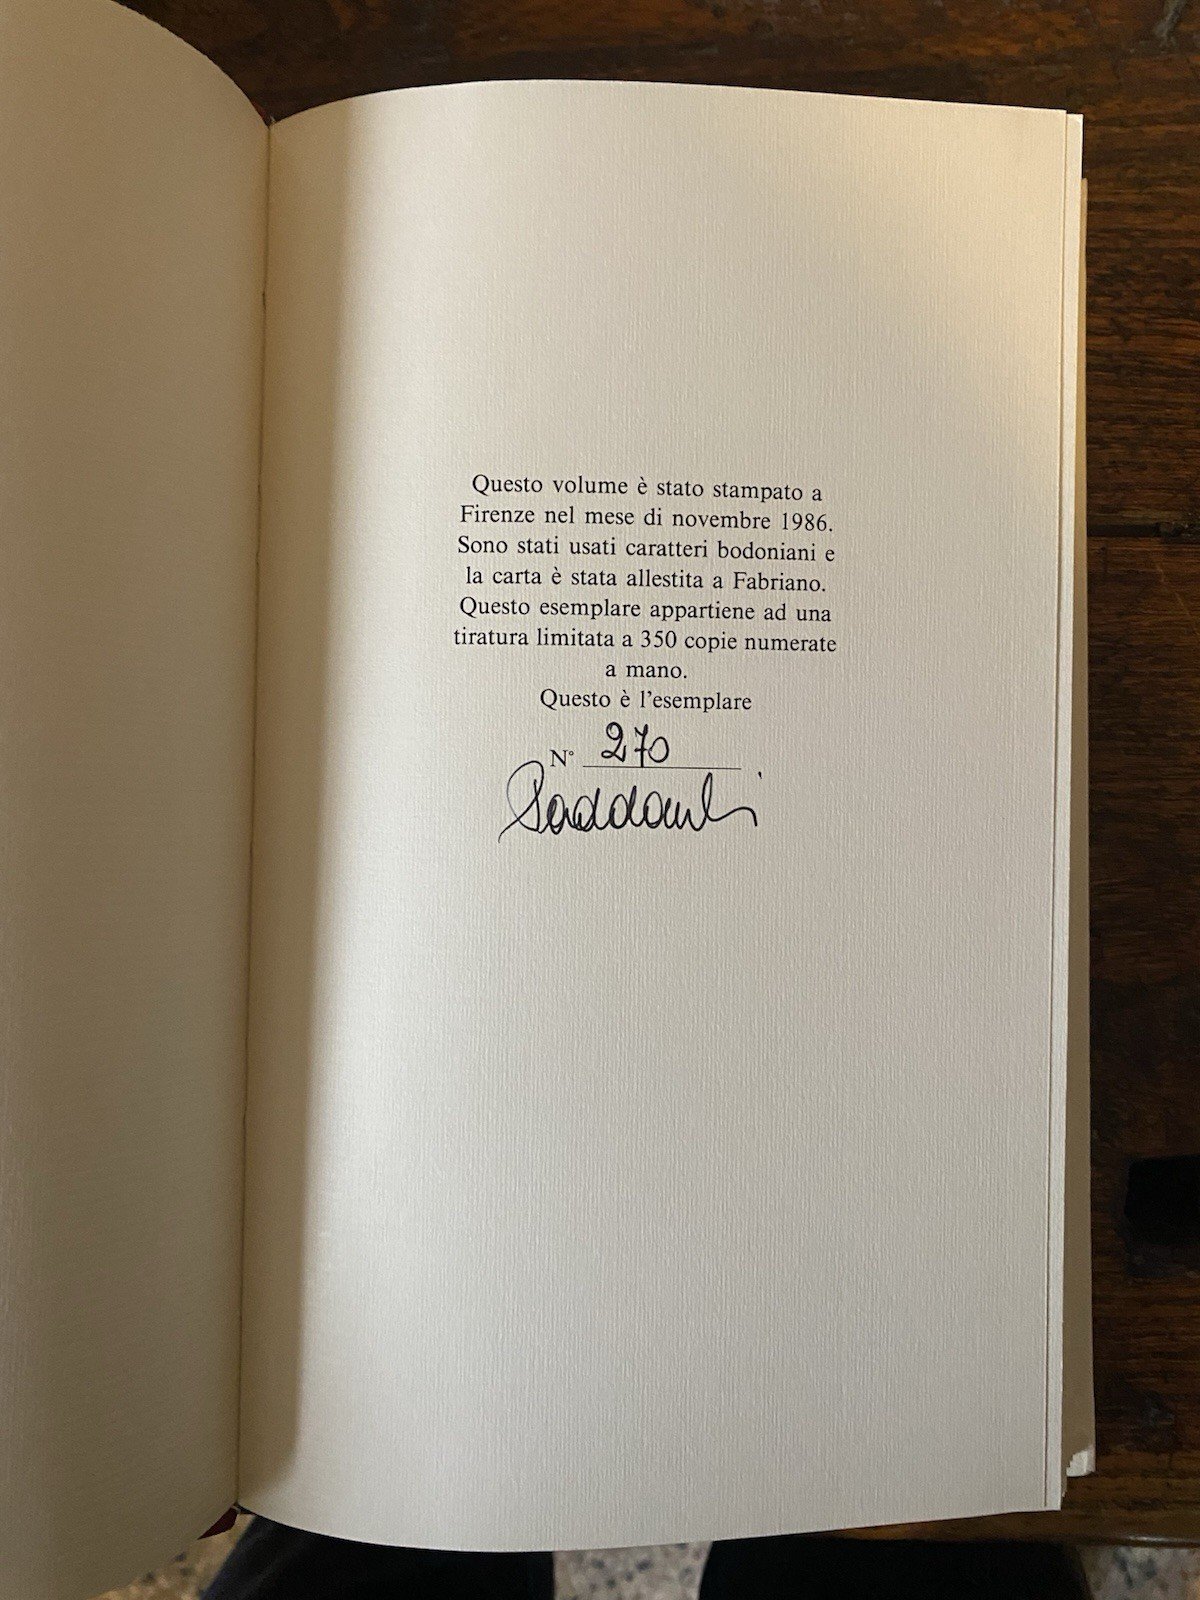 Questo volume è stato stampato a
Firenze nel mese di novembre 1986.
Sono stati usati caratteri bodoniani e
la carta è stata allestita a Fabriano.
Questo esemplare appartiene ad una
tiratura limitata a 350 copie numerate
a mano.
Questo è l'esemplare
N° 270